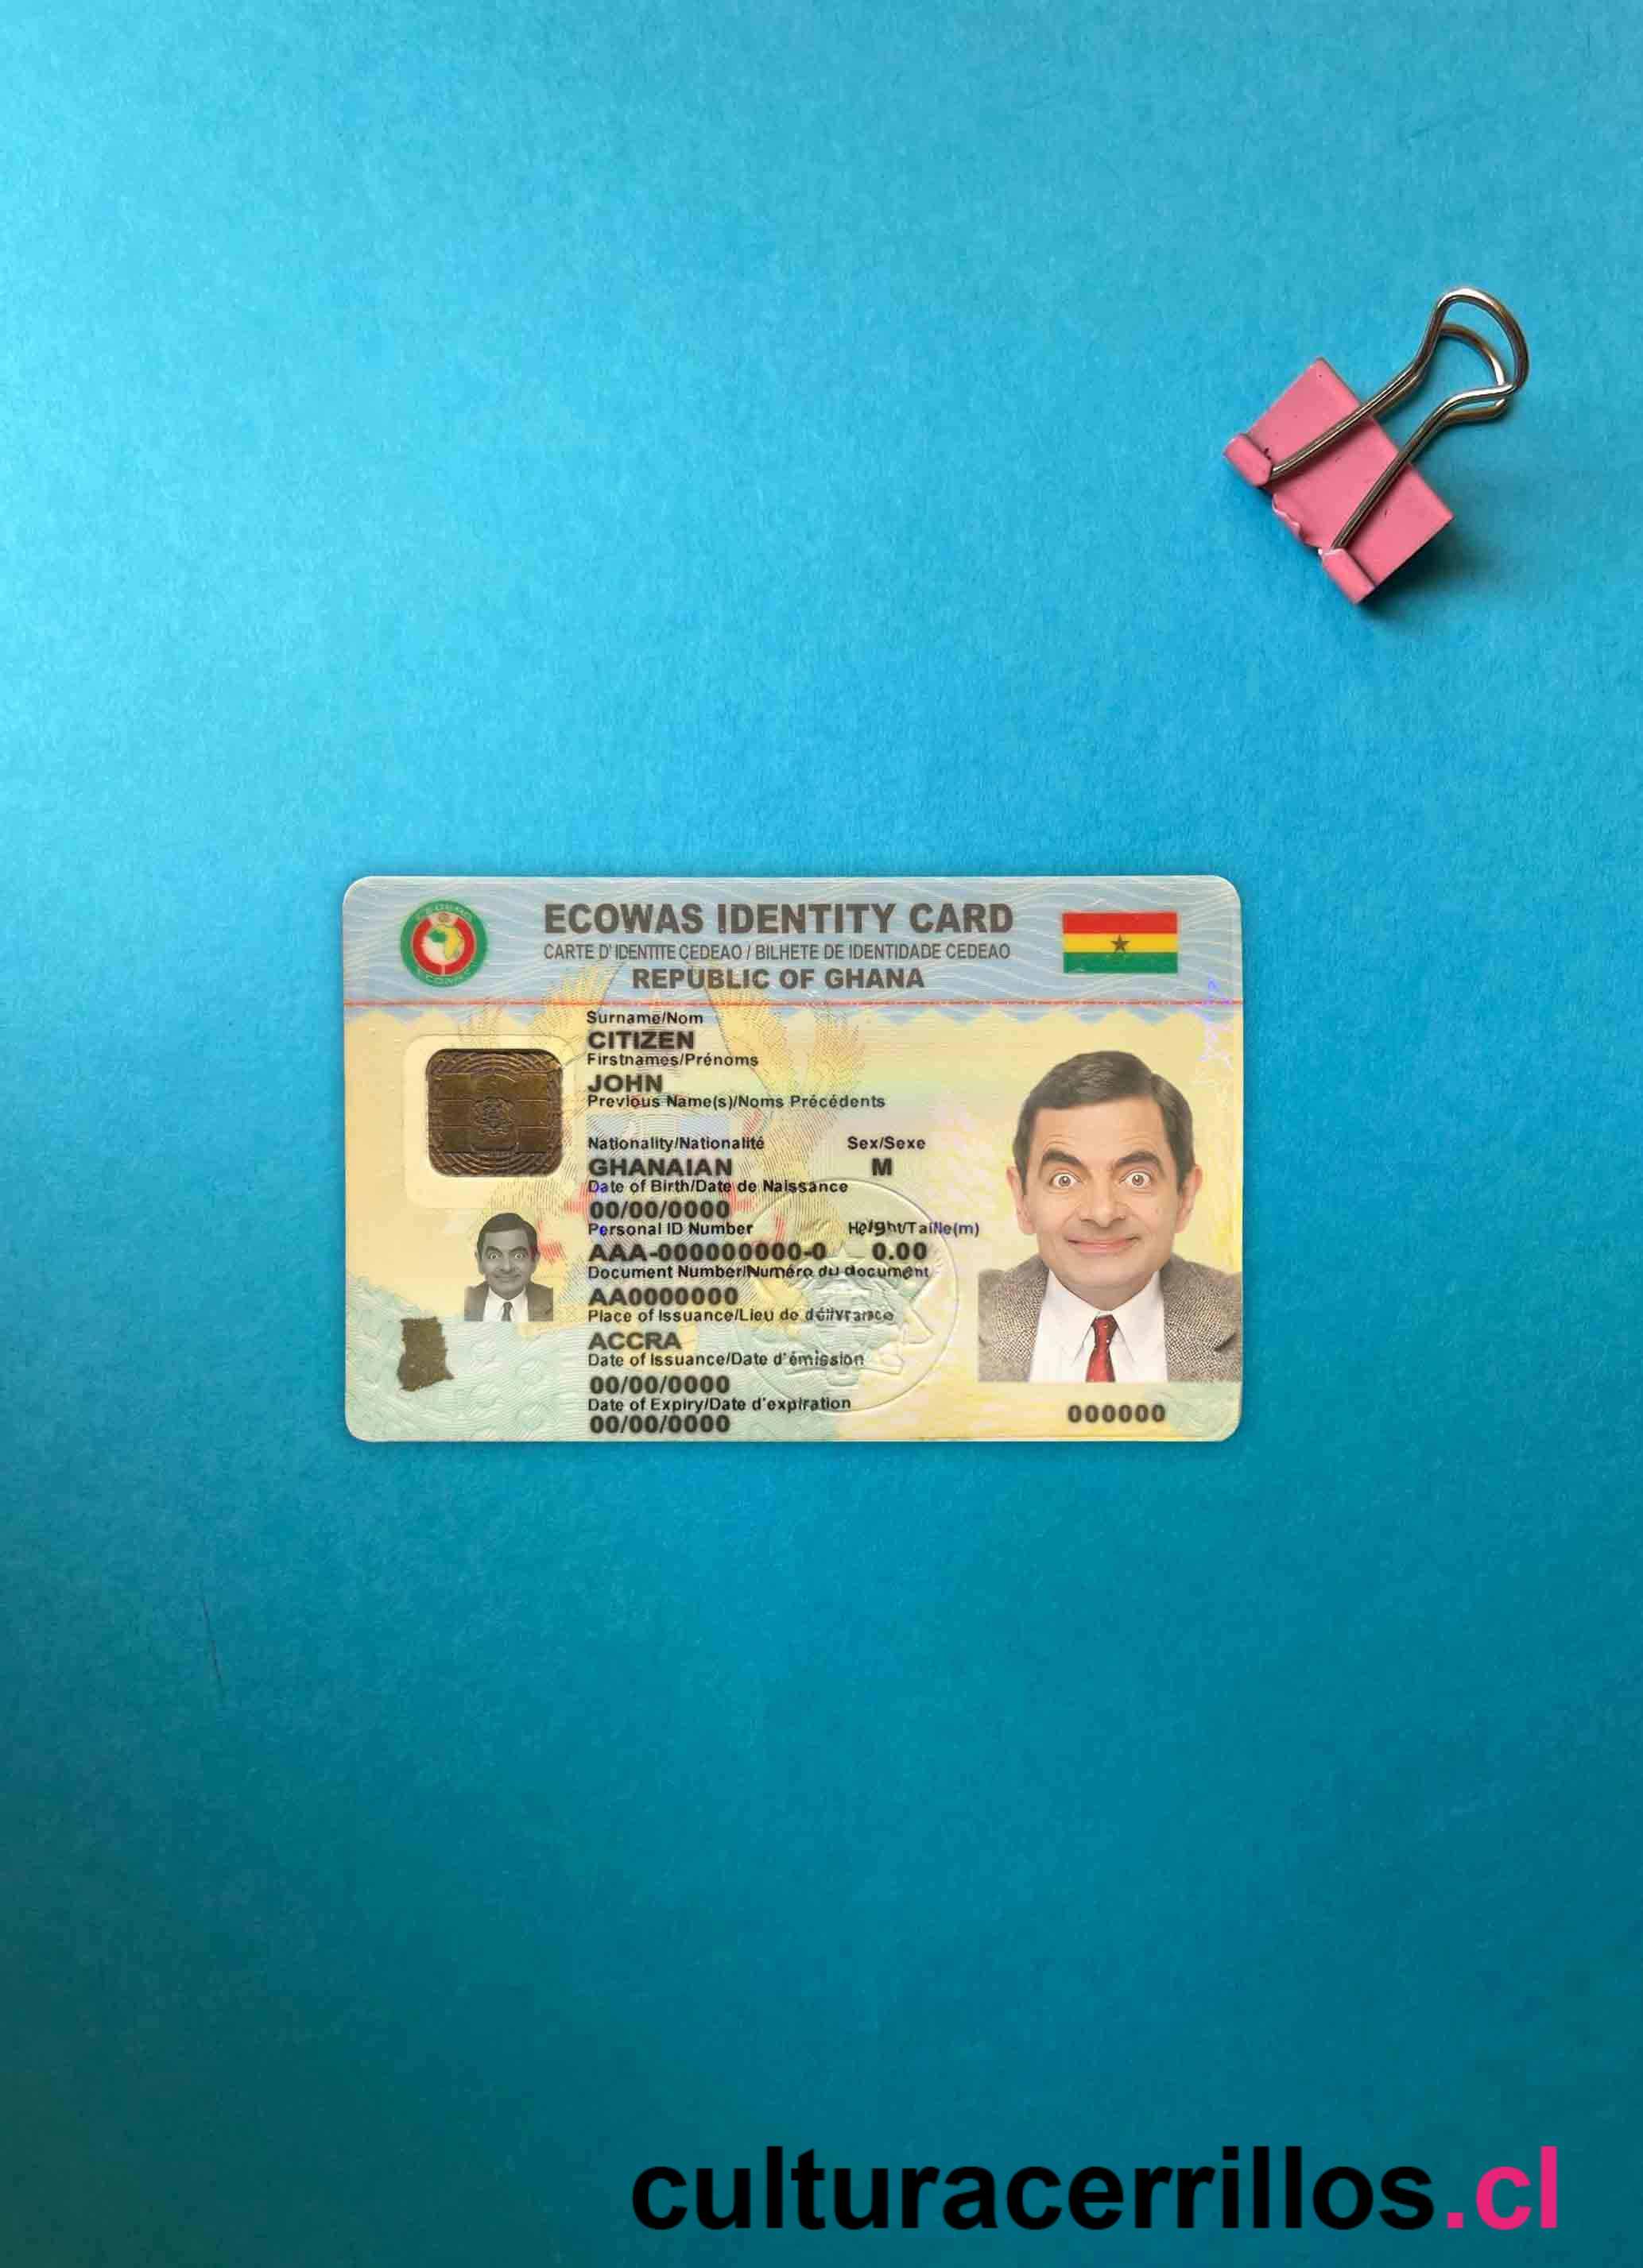 ECOWAS IDENTITY CARD
CARTE D'IDENTITE CEDEAO / BILHETE DE IDENTIDADE CEDEAO
REPUBLIC OF GHANA
Surname/Nom
CITIZEN
Firstnames/Prénoms
JOHN
Previous Name(s)/Noms Précédents
Nationality/Nationalité Sex/Sexe
GHANAIAN M
Date of Birth/Date de Naissance
00/00/0000
Personal ID Number Height/Taille(m)
AAA-000000000-0 0.00
Document Number/Numéro du document
AA0000000
Place of Issuance/Lieu de délivrance
ACCRA
Date of Issuance/Date d'émission
00/00/0000
Date of Expiry/Date d'expiration
00/00/0000
000000
culturacerrillos.cl